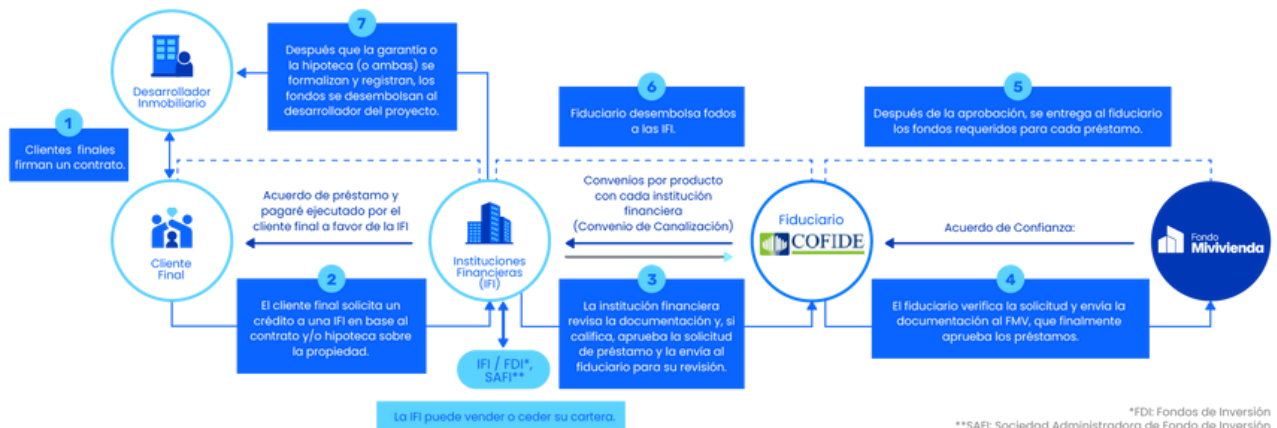 7
Después que la garantía o
la hipoteca (o ambas) se
formalizan y registran, los
fondos se desembolsan al
desarrollador del proyecto.
Desarrollador
Inmobiliario
1
Clientes finales
firman un contrato.
6
Fiduciario desembolsa fodos
a las IFI.
5
Después de la aprobación, se entrega al fiduciario
los fondos requeridos para cada préstamo.
Acuerdo de préstamo y
pagaré ejecutado por el
cliente final a favor de la IFI
Convenios por producto
con cada institución
financiera
(Convenio de Canalización)
Cliente
Final
Instituciones
Financieras
(IFI)
Fiduciario
COFIDE
Acuerdo de Confianza:
Fondo
Mivivienda
2
El cliente final solicita un
crédito a una IFI en base al
contrato y/o hipoteca sobre
la propiedad.
3
La institución financiera
revisa la documentación y, si
califica, aprueba la solicitud
de préstamo y la envía al
fiduciario para su revisión.
4
El fiduciario verifica la solicitud y envía la
documentación al FMV, que finalmente
aprueba los préstamos.
IFI / FDI*,
SAFI**
La IFI puede vender o ceder su cartera.
*FDI: Fondos de Inversión
**SAFI: Sociedad Administradora de Fondo de Inversión